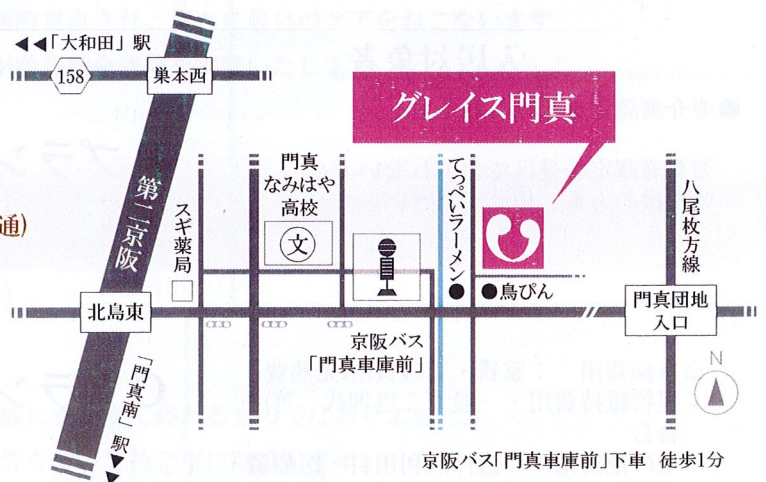 ◀◀「大和田」駅
158
巣本西
グレイス門真
第二京阪
スギ薬局
門真
なみはや
高校
文
てっぺいラーメン
鳥ぴん
八尾枚方線
通)
北島東
京阪バス
「門真車庫前」
門真団地
入口
「門真南」駅
N
京阪バス「門真車庫前」下車 徒歩1分